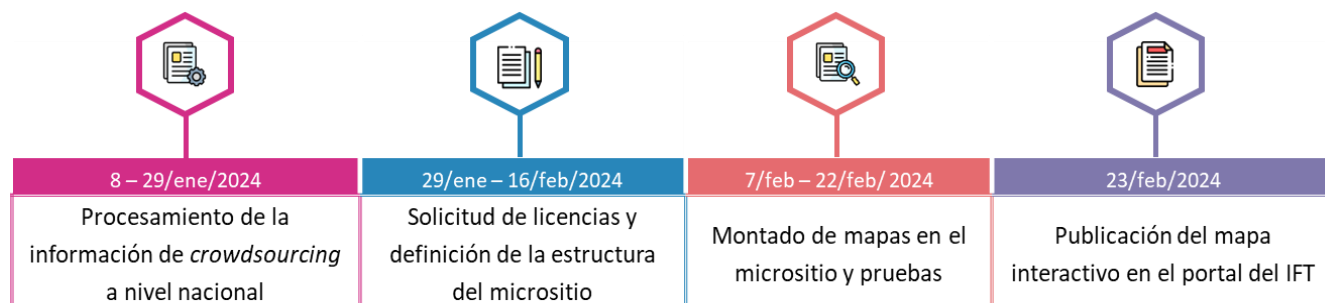 8 – 29/ene/2024
Procesamiento de la
información de crowdsourcing
a nivel nacional
29/ene – 16/feb/2024
Solicitud de licencias y
definición de la estructura
del micrositio
7/feb – 22/feb/ 2024
Montado de mapas en el
micrositio y pruebas
23/feb/2024
Publicación del mapa
interactivo en el portal del IFT